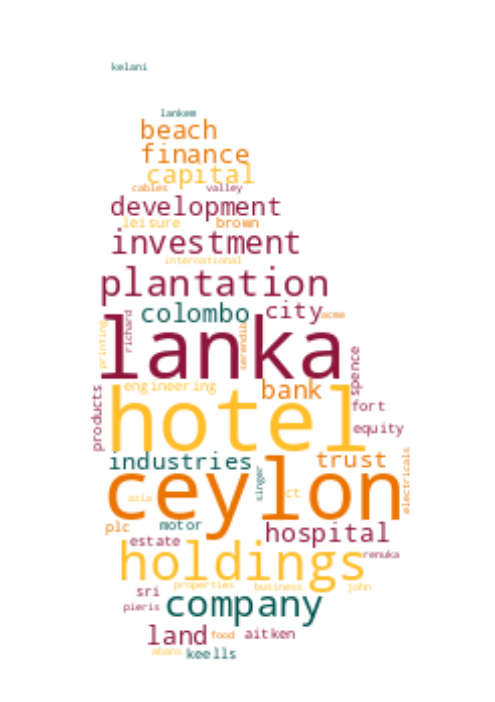 kelani
lankem
beach
finance
capital
cables valley
development
leisure brown
investment
international
plantation
colombo city acme
printing richard lanka serendib
spence
engineering bank
products hotel fort
equity
industries trust
ceylon singer electricals
asia ct
plc motor hospital
estate
holdings renuka
properties business john
sri
pieris company
land food aitken
abans keells